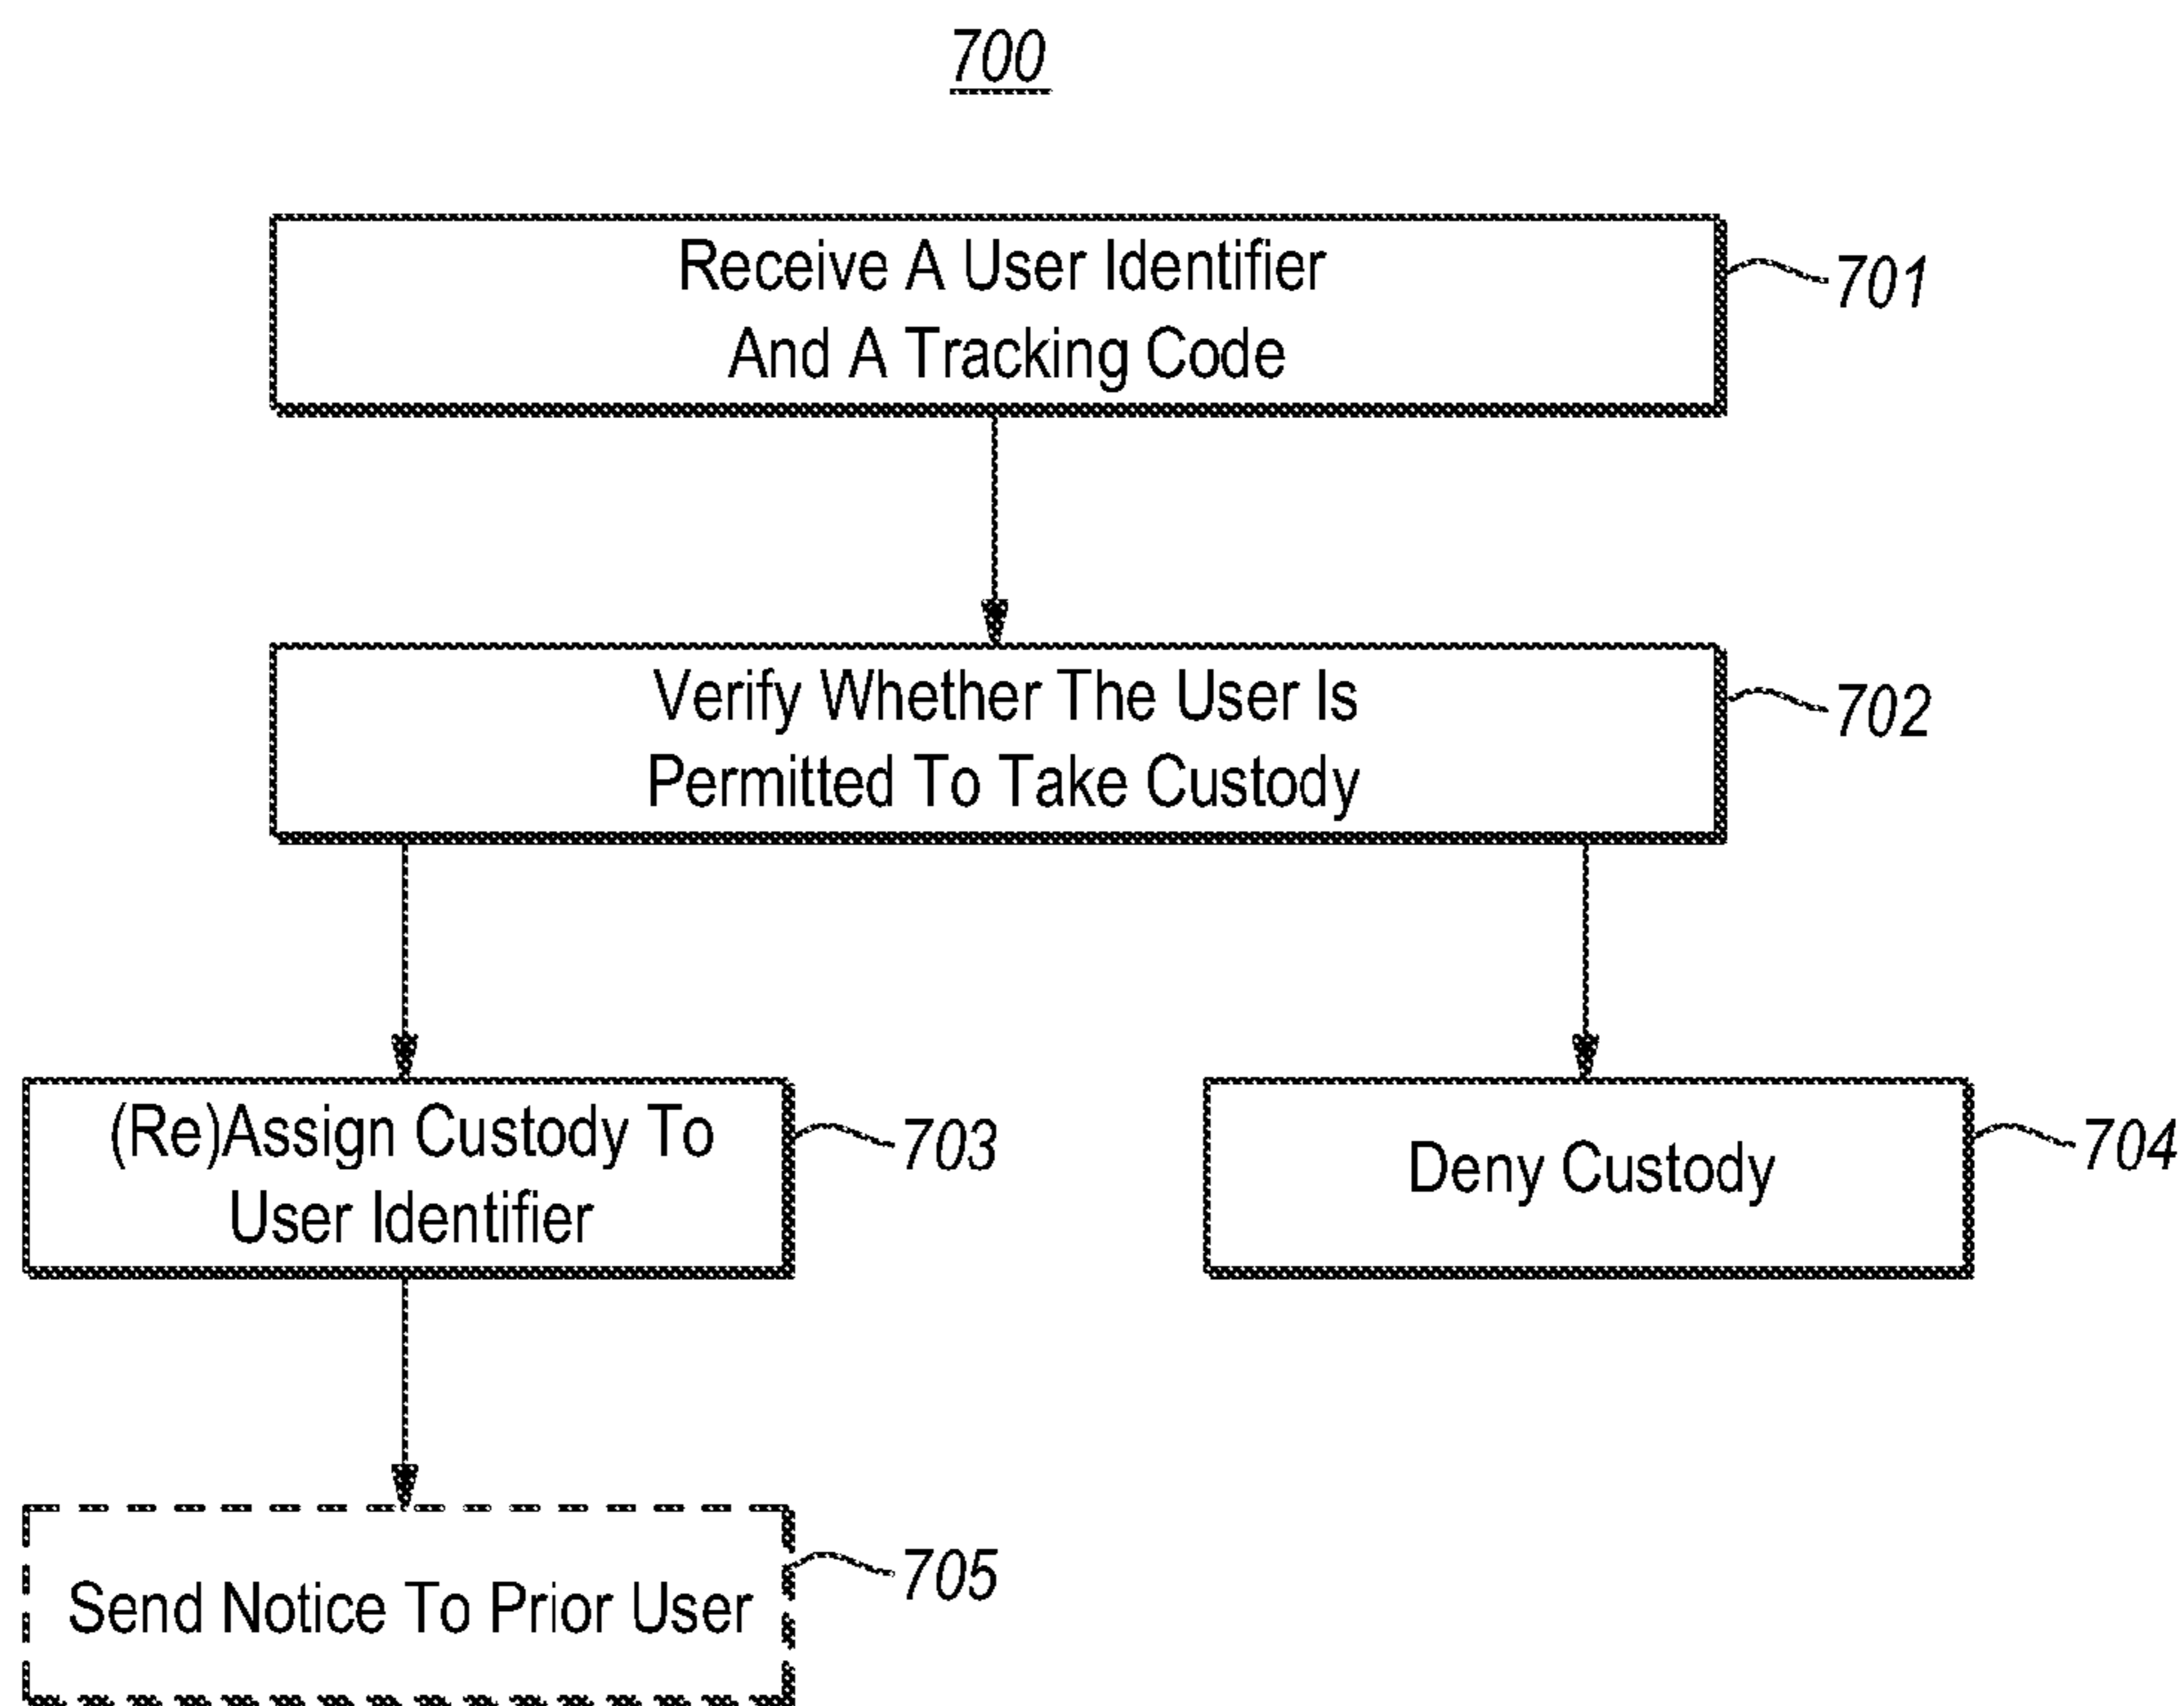 700
Receive A User Identifier
And A Tracking Code
701
Verify Whether The User Is
Permitted To Take Custody
702
(Re)Assign Custody To
User Identifier
703
Deny Custody
704
Send Notice To Prior User
705